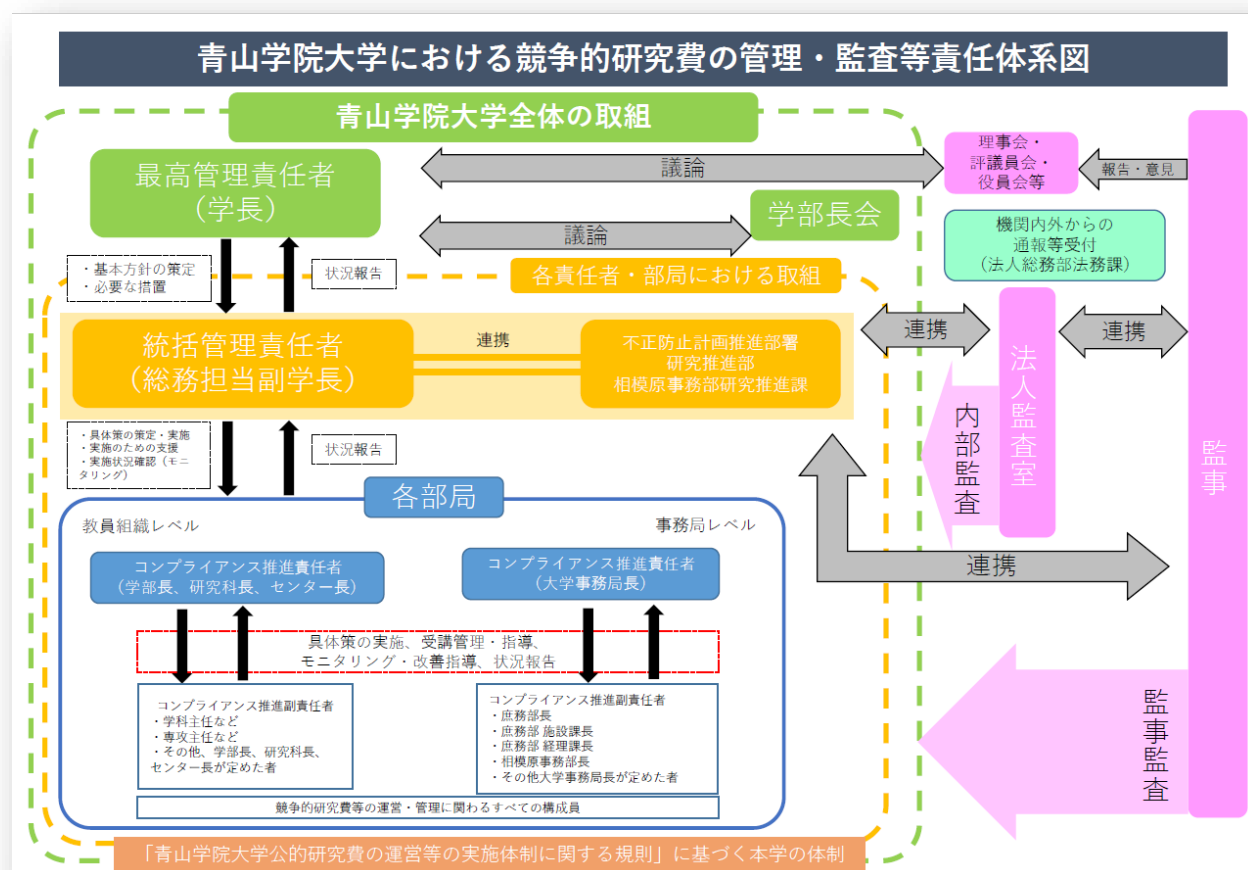 青山学院大学における競争的研究費の管理・監査等責任体系図
青山学院大学全体の取組
最高管理責任者
(学長)
議論
理事会・
評議員会・
役員会等
報告・意見
学部長会
議論
機関内外からの
通報等受付
(法人総務部法務課)
・基本方針の策定
・必要な措置
状況報告
各責任者・部局における取組
統括管理責任者
(総務担当副学長)
連携
不正防止計画推進部署
研究推進部
相模原事務部研究推進課
連携
法人監査室
連携
監事
内部監査
・具体策の策定・実施
・実施のための支援
・実施状況確認(モニ
タリング)
状況報告
各部局
教員組織レベル
事務局レベル
コンプライアンス推進責任者
(学部長、研究科長、センター長)
コンプライアンス推進責任者
(大学事務局長)
連携
具体策の実施、受講管理・指導、
モニタリング・改善指導、状況報告
コンプライアンス推進副責任者
・学科主任など
・専攻主任など
・その他、学部長、研究科長、
センター長が定めた者
コンプライアンス推進副責任者
・庶務部長
・庶務部 施設課長
・庶務部 経理課長
・相模原事務部長
・その他大学事務局長が定めた者
監事監査
競争的研究費等の運営・管理に関わるすべての構成員
「青山学院大学公的研究費の運営等の実施体制に関する規則」に基づく本学の体制